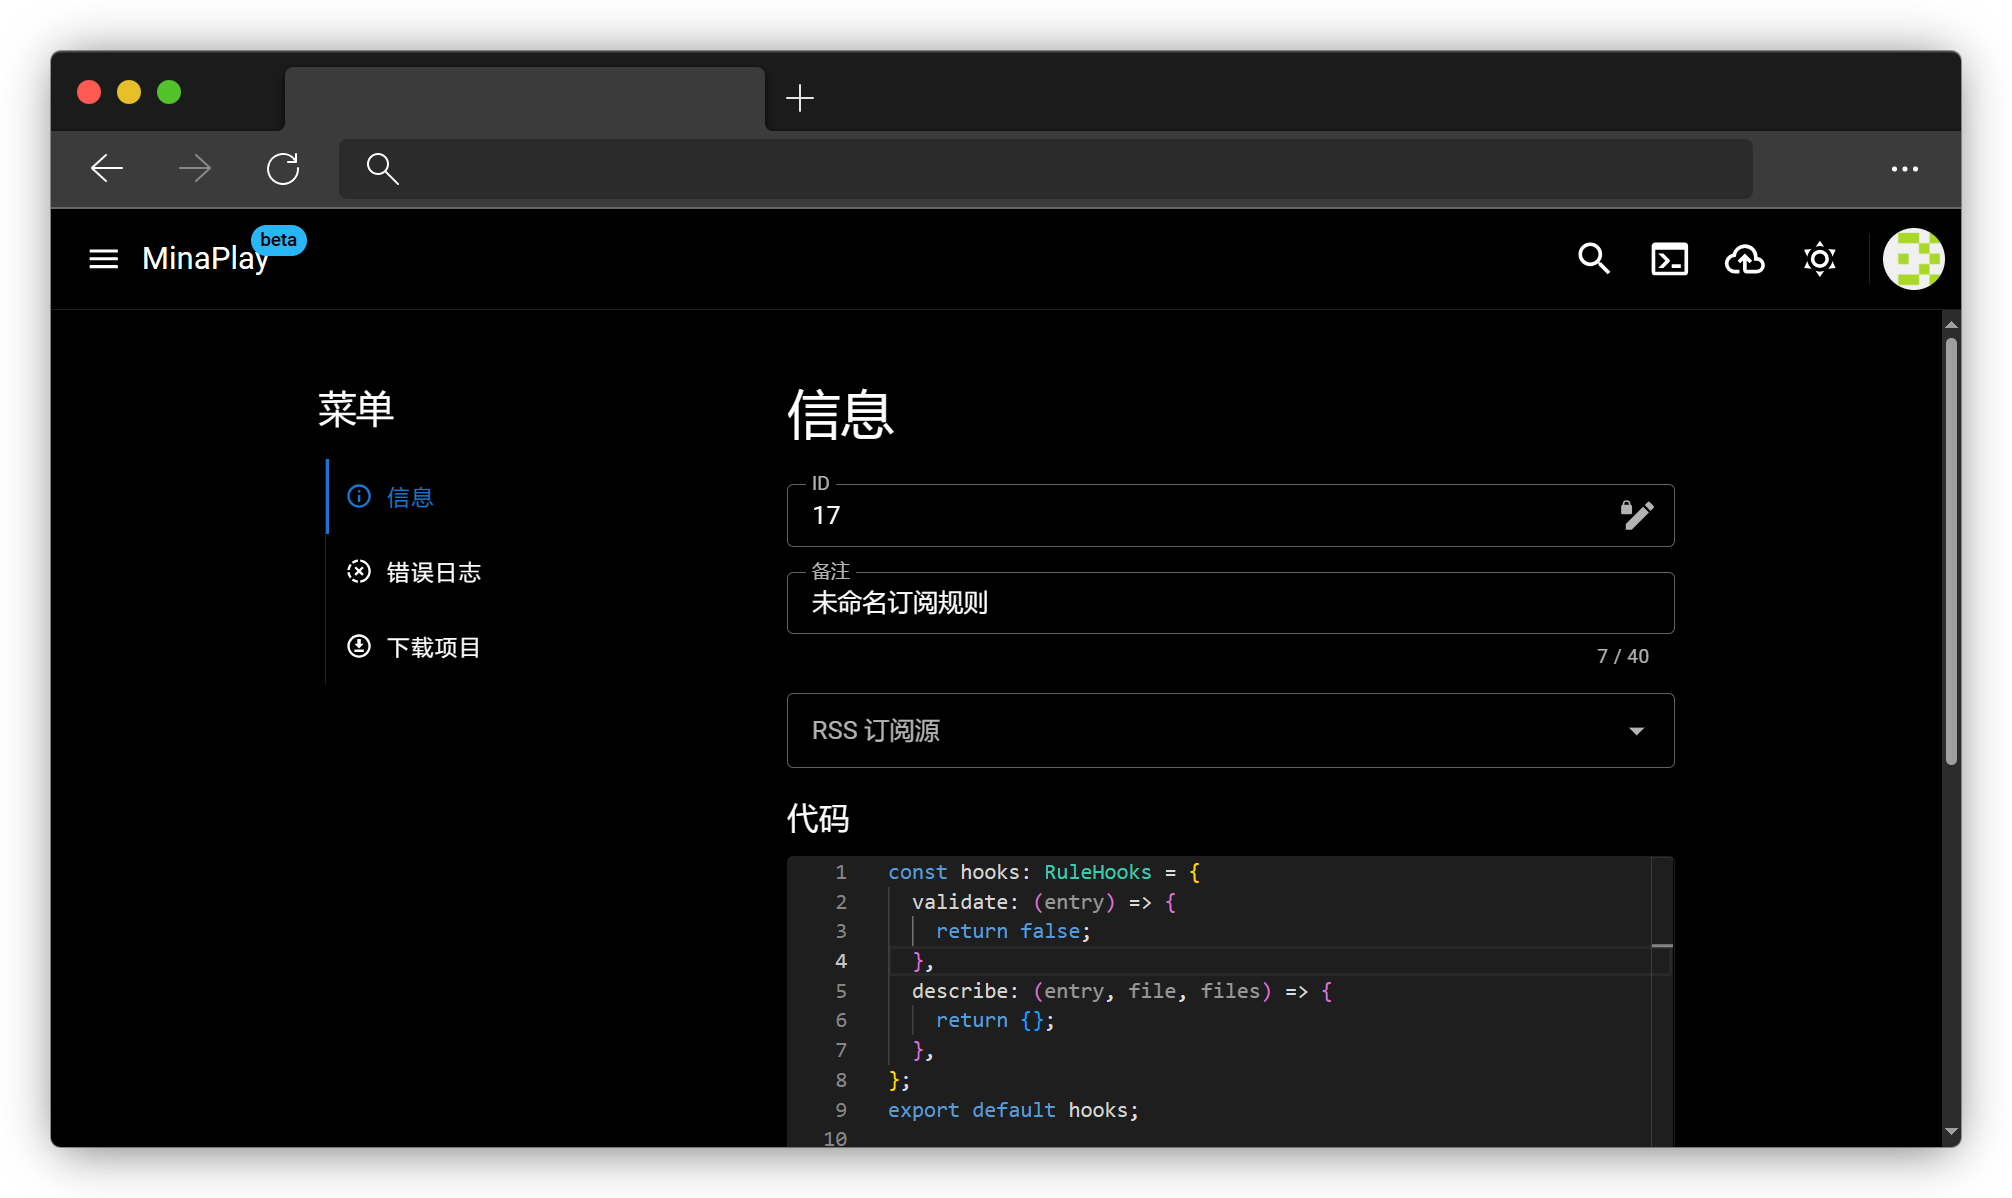 MinaPlay
beta
菜单
信息
错误日志
下载项目
信息
ID
17
备注
未命名订阅规则
7 / 40
RSS 订阅源
代码
1 const hooks: RuleHooks = {
2 validate: (entry) => {
3 return false;
4 },
5 describe: (entry, file, files) => {
6 return {};
7 },
8 };
9 export default hooks;
10